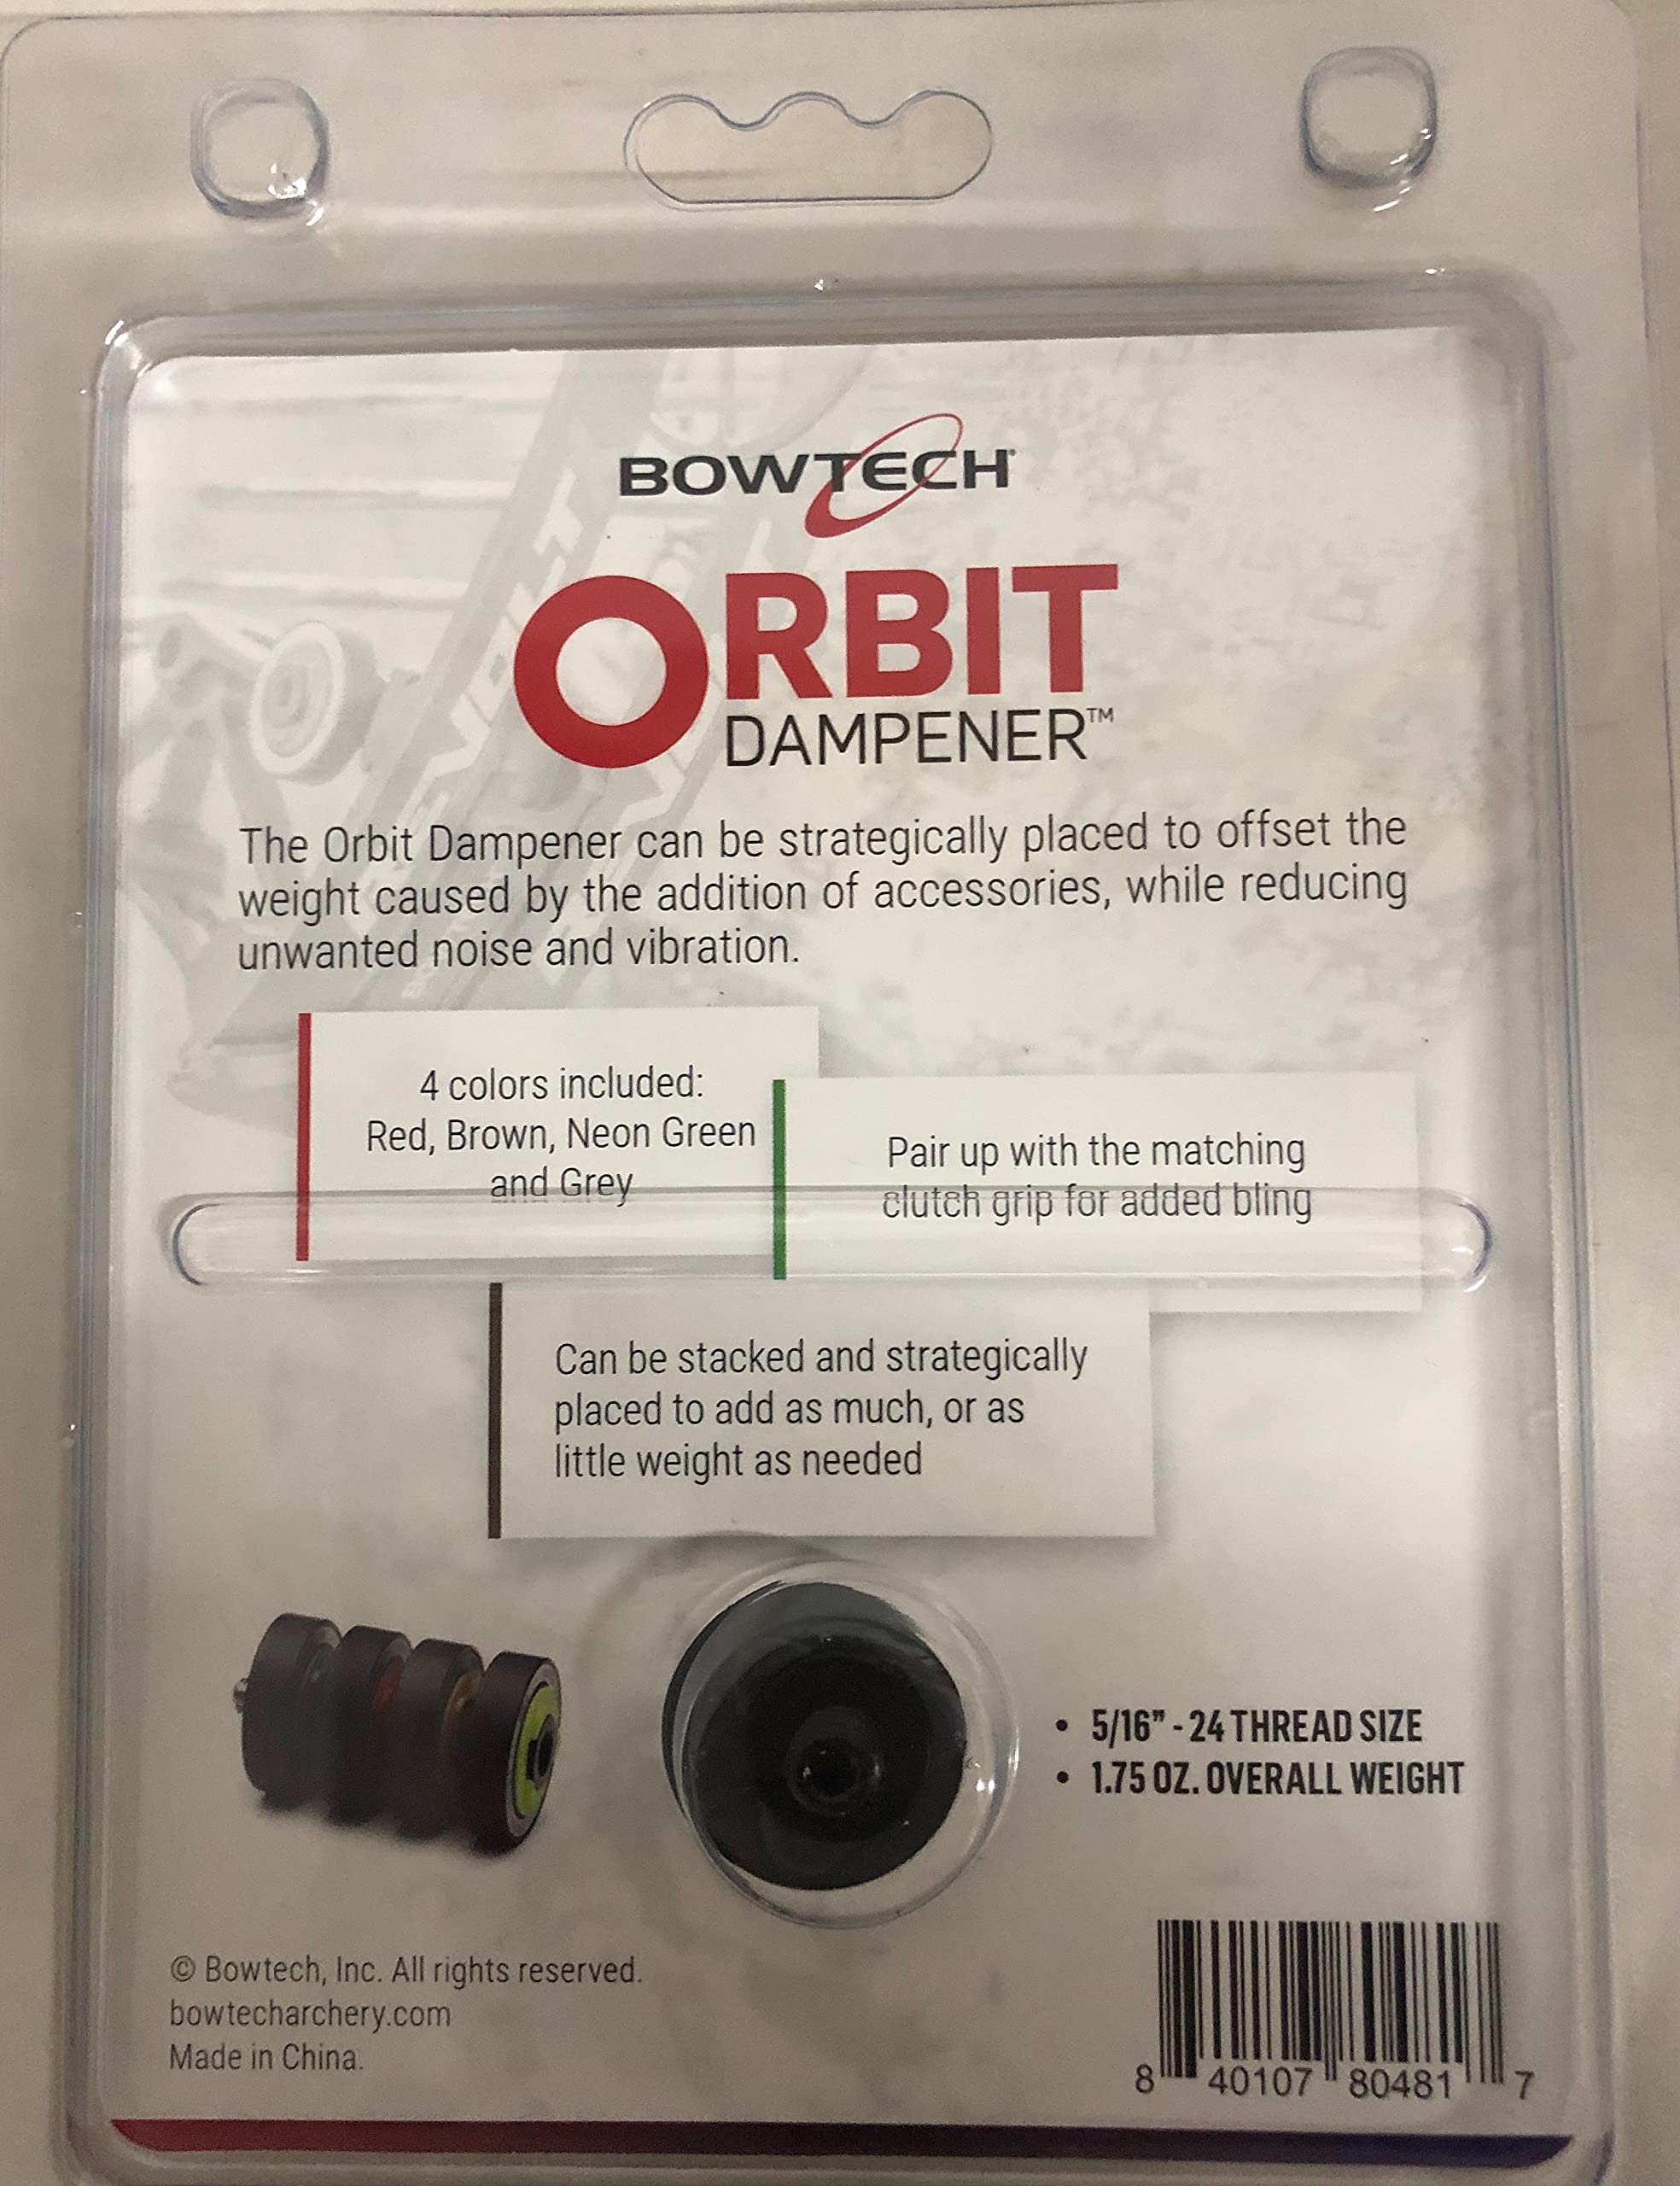 BOWTECH
ORBIT
DAMPENER™
The Orbit Dampener can be strategically placed to offset the
weight caused by the addition of accessories, while reducing
unwanted noise and vibration.
4 colors included:
Red, Brown, Neon Green
and Grey
Pair up with the matching
clutch grip for added bling
Can be stacked and strategically
placed to add as much, or as
little weight as needed
• 5/16” - 24 THREAD SIZE
• 1.75 OZ. OVERALL WEIGHT
© Bowtech, Inc. All rights reserved.
bowtecharchery.com
Made in China.
8 40107 80481 7